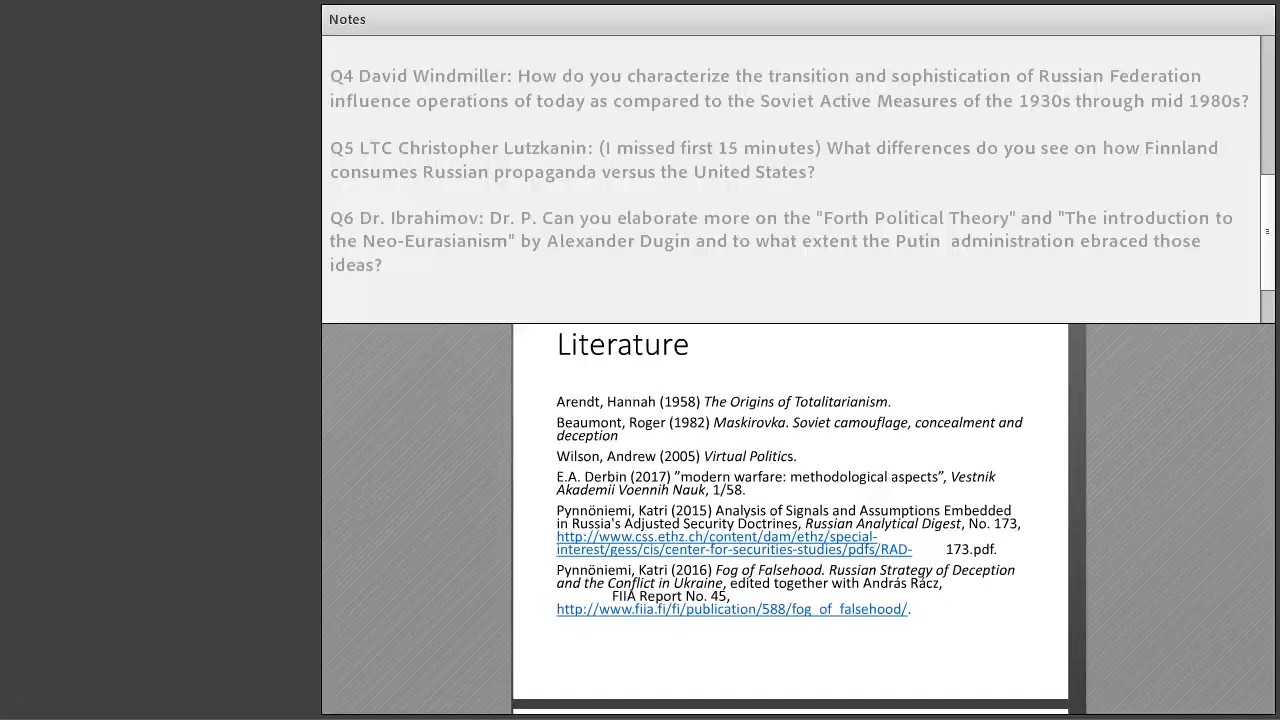 Notes
Q4 David Windmiller: How do you characterize the transition and sophistication of Russian Federation
influence operations of today as compared to the Soviet Active Measures of the 1930s through mid 1980s?
Q5 LTC Christopher Lutzkanin: (I missed first 15 minutes) What differences do you see on how Finnland
consumes Russian propaganda versus the United States?
Q6 Dr. Ibrahimov: Dr. P. Can you elaborate more on the "Forth Political Theory" and "The introduction to
the Neo-Eurasianism" by Alexander Dugin and to what extent the Putin administration ebraced those
ideas?
Literature
Arendt, Hannah (1958) The Origins of Totalitarianism.
Beaumont, Roger (1982) Maskirovka. Soviet camouflage, concealment and
deception
Wilson, Andrew (2005) Virtual Politics.
E.A. Derbin (2017) ”modern warfare: methodological aspects”, Vestnik
Akademii Voennih Nauk, 1/58.
Pynnöniemi, Katri (2015) Analysis of Signals and Assumptions Embedded
in Russia's Adjusted Security Doctrines, Russian Analytical Digest, No. 173,
http://www.css.ethz.ch/content/dam/ethz/special-
interest/gess/cis/center-for-securities-studies/pdfs/RAD- 173.pdf.
Pynnöniemi, Katri (2016) Fog of Falsehood. Russian Strategy of Deception
and the Conflict in Ukraine, edited together with András Rácz,
FIIA Report No. 45,
http://www.fiia.fi/fi/publication/588/fog_of_falsehood/.